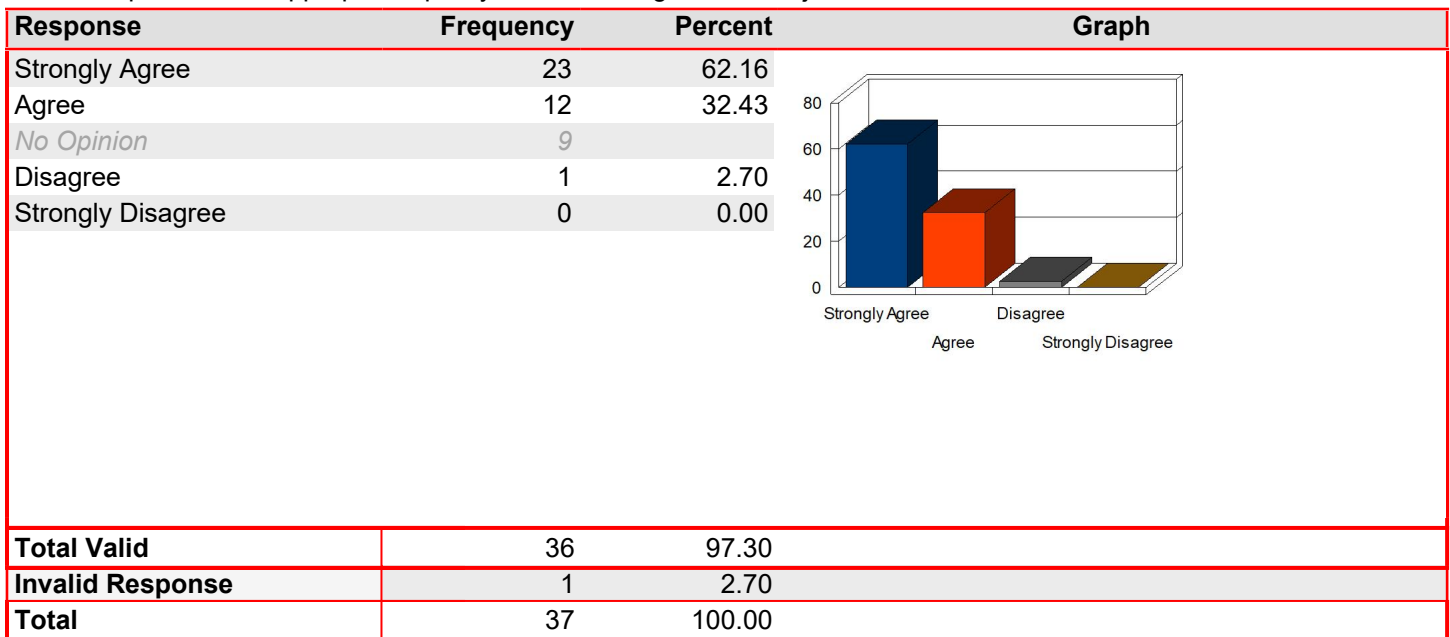 Response Frequency Percent Graph
Strongly Agree 23 62.16
Agree 12 32.43
No Opinion 9
Disagree 1 2.70
Strongly Disagree 0 0.00
80
60
40
20
0
Strongly Agree Disagree
Agree Strongly Disagree
Total Valid 36 97.30
Invalid Response 1 2.70
Total 37 100.00